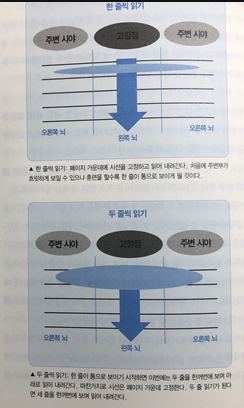 한 줄씩 읽기
주변 시야
고정점
주변 시야
오른쪽 뇌
왼쪽 뇌
오른쪽 뇌
▲ 한 줄씩 읽기: 페이지 가운데에 시선을 고정하고 읽어 내려간다. 처음에 주변부가
흐릿하게 보일 수 있으나 훈련을 할수록 한 줄이 통으로 보이게 될 것이다.
두 줄씩 읽기
주변 시야
고정점
주변 시야
오른쪽 뇌
왼쪽 뇌
오른쪽 뇌
▲ 두 줄씩 읽기: 한 줄이 통으로 보이기 시작하면 이번에는 두 줄을 한꺼번에 보며 아
래로 읽어 내려간다. 마찬가지로 시선은 페이지 가운데 고정한다. 두 줄 읽기가 된다
면 세 줄을 한꺼번에 보며 읽어 내려간다.